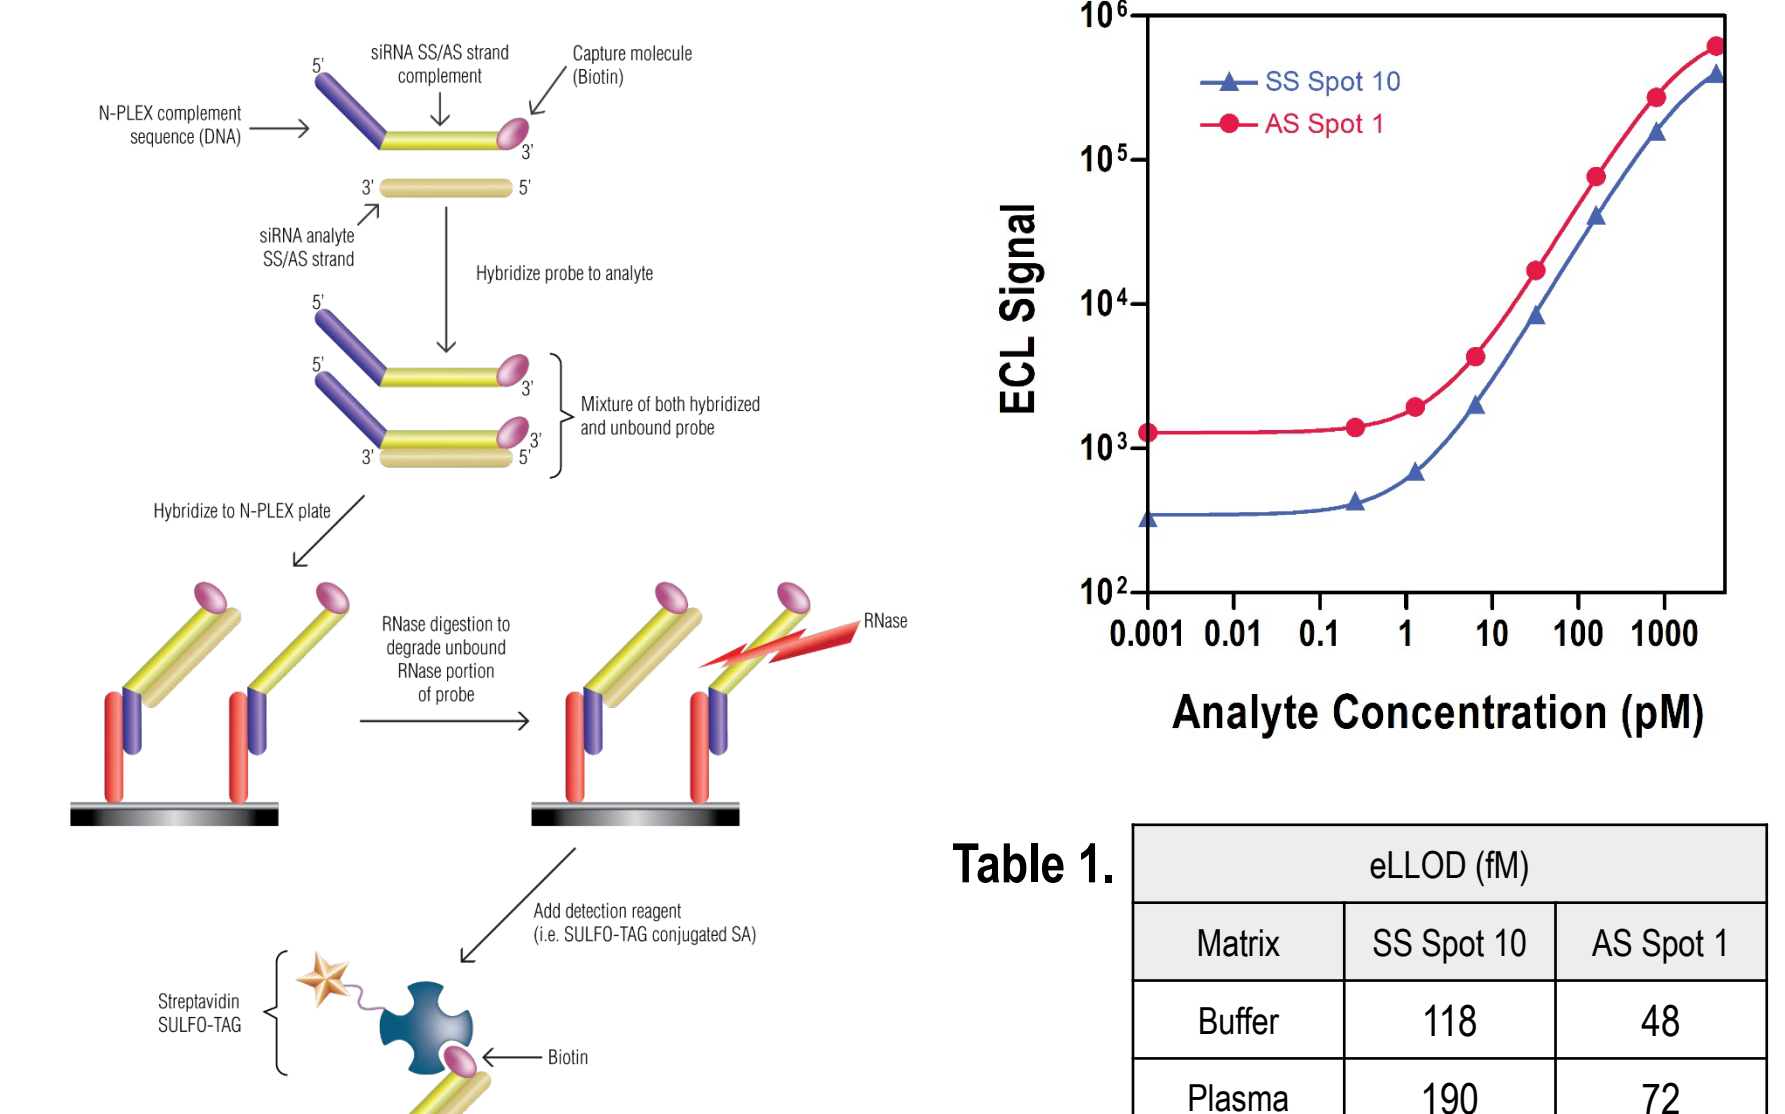 5'
siRNA SS/AS strand
complement
Capture molecule
(Biotin)
N-PLEX complement
sequence (DNA)
3'
3'
5'
siRNA analyte
SS/AS strand
Hybridize probe to analyte
5'
3'
5'
3'
3'
5'
Mixture of both hybridized
and unbound probe
Hybridize to N-PLEX plate
RNase digestion to
degrade unbound
RNase portion
of probe
RNase
Add detection reagent
(i.e. SULFO-TAG conjugated SA)
Streptavidin
SULFO-TAG
Biotin
10⁶
10⁵
10⁴
10³
10²
ECL Signal
SS Spot 10
AS Spot 1
0.001 0.01 0.1 1 10 100 1000
Analyte Concentration (pM)
Table 1.
eLLOD (fM)
Matrix SS Spot 10 AS Spot 1
Buffer 118 48
Plasma 190 72